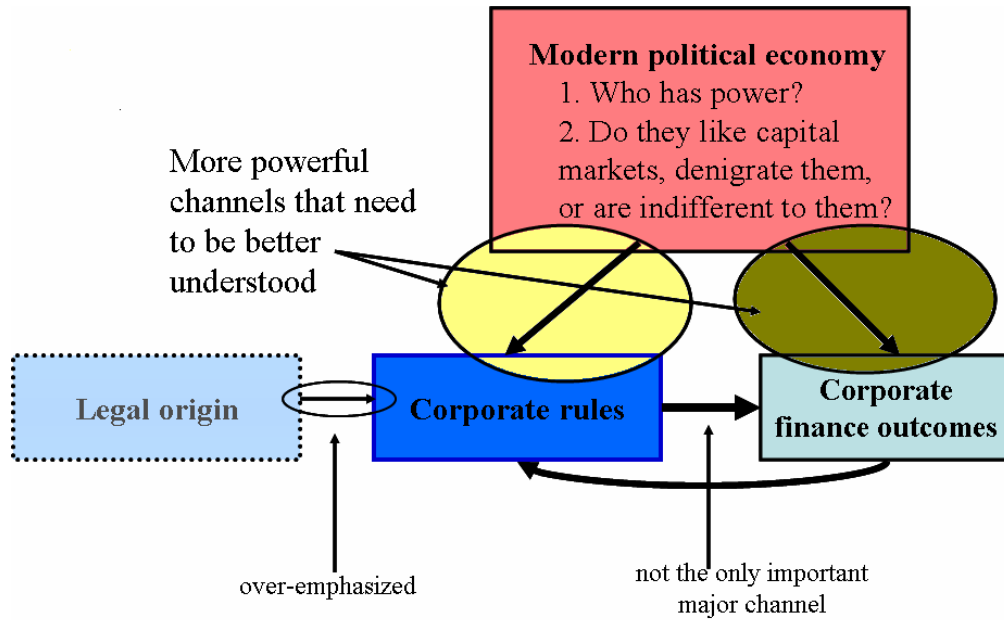 Modern political economy
1. Who has power?
2. Do they like capital
markets, denigrate them,
or are indifferent to them?
More powerful
channels that need
to be better
understood
Legal origin
Corporate rules
Corporate
finance outcomes
over-emphasized
not the only important
major channel